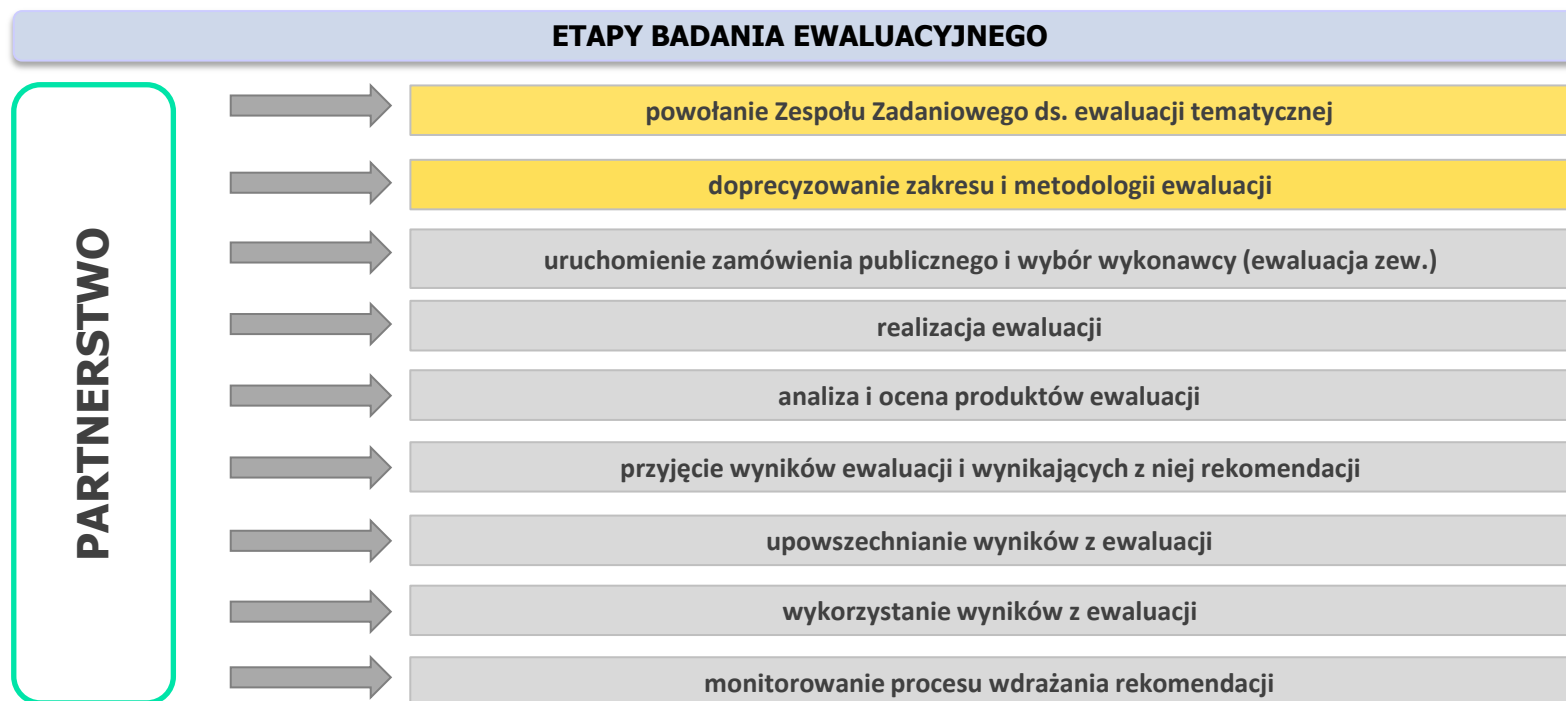 ETAPY BADANIA EWALUACYJNEGO
PARTNERSTWO
powołanie Zespołu Zadaniowego ds. ewaluacji tematycznej
doprecyzowanie zakresu i metodologii ewaluacji
uruchomienie zamówienia publicznego i wybór wykonawcy (ewaluacja zew.)
realizacja ewaluacji
analiza i ocena produktów ewaluacji
przyjęcie wyników ewaluacji i wynikających z niej rekomendacji
upowszechnianie wyników z ewaluacji
wykorzystanie wyników z ewaluacji
monitorowanie procesu wdrażania rekomendacji